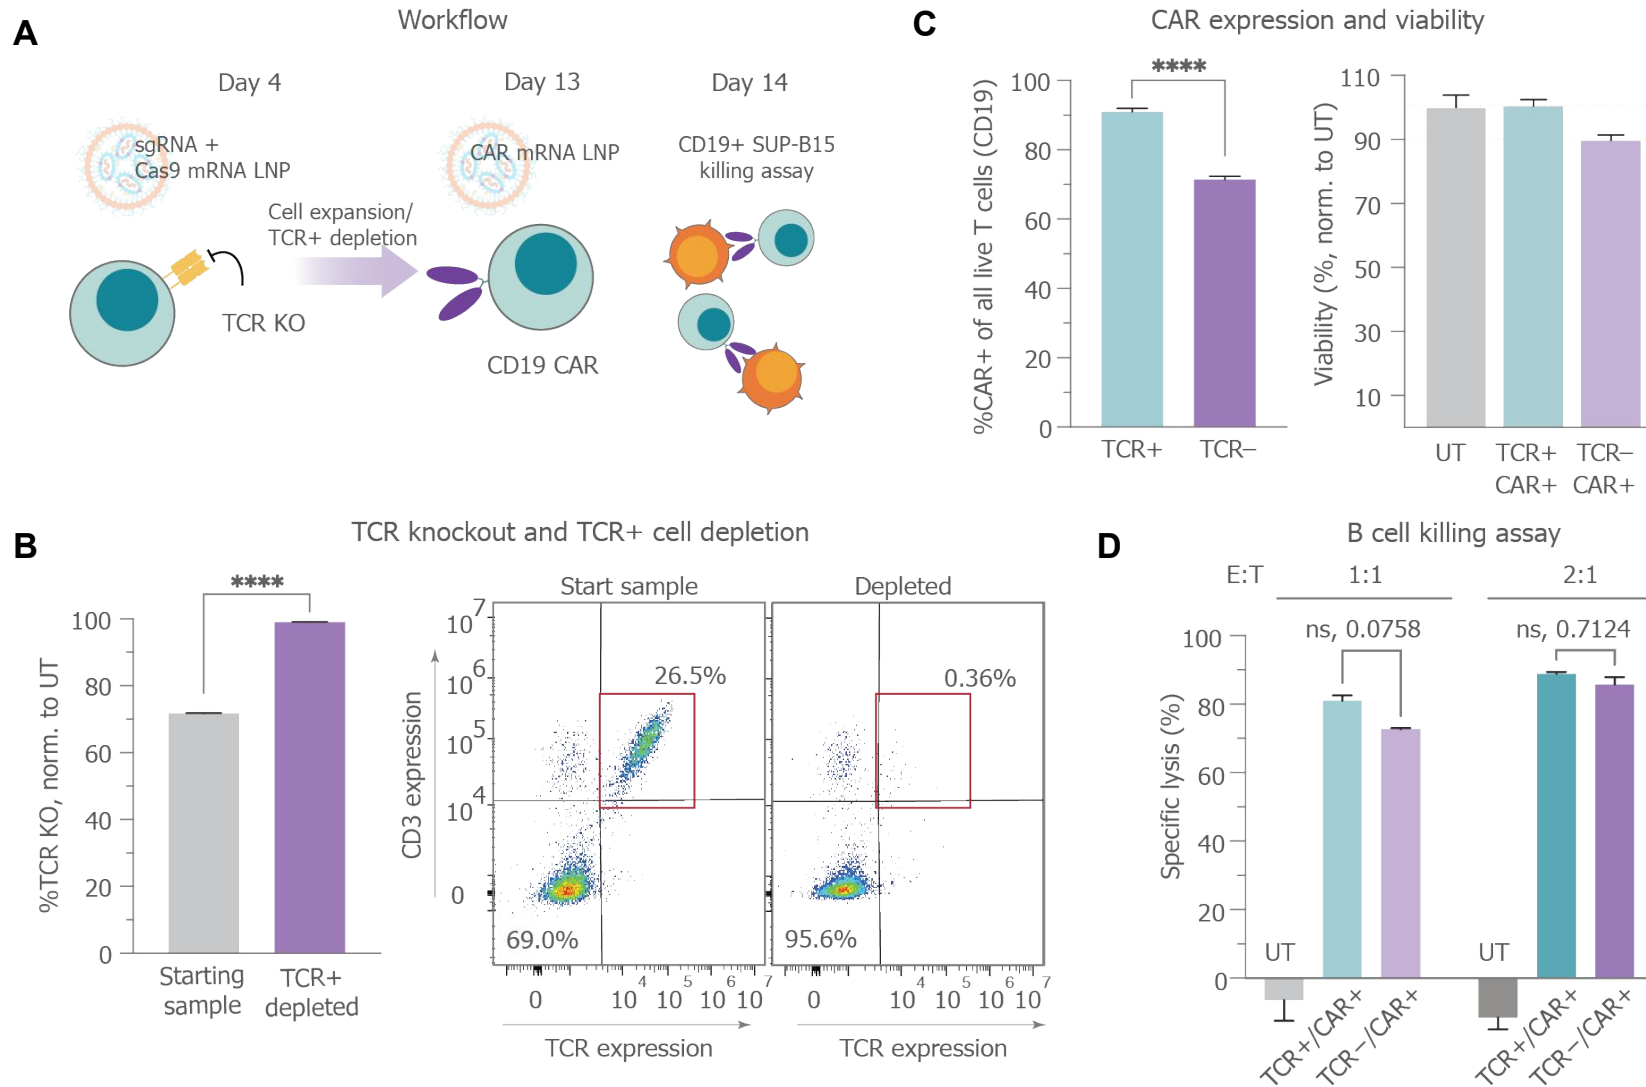 A
Workflow
Day 4
Day 13
Day 14
sgRNA +
Cas9 mRNA LNP
CAR mRNA LNP
CD19+ SUP-B15
killing assay
Cell expansion/
TCR+ depletion
TCR KO
CD19 CAR
C
CAR expression and viability
%CAR+ of all live T cells (CD19)
100
80
60
40
20
0
****
TCR+
TCR–
Viability (%, norm. to UT)
110
90
70
50
30
10
UT
TCR+
CAR+
TCR–
CAR+
B
TCR knockout and TCR+ cell depletion
%TCR KO, norm. to UT
100
80
60
40
20
0
****
Starting
sample
TCR+
depleted
Start sample
Depleted
CD3 expression
10^7
10^6
10^5
10^4
0
26.5%
69.0%
0.36%
95.6%
0 10^4 10^5 10^6 10^7
0 10^4 10^5 10^6 10^7
TCR expression
TCR expression
D
B cell killing assay
E:T
1:1
2:1
ns, 0.0758
ns, 0.7124
Specific lysis (%)
100
80
60
40
20
0
UT
TCR+/CAR+
TCR–/CAR+
UT
TCR+/CAR+
TCR–/CAR+